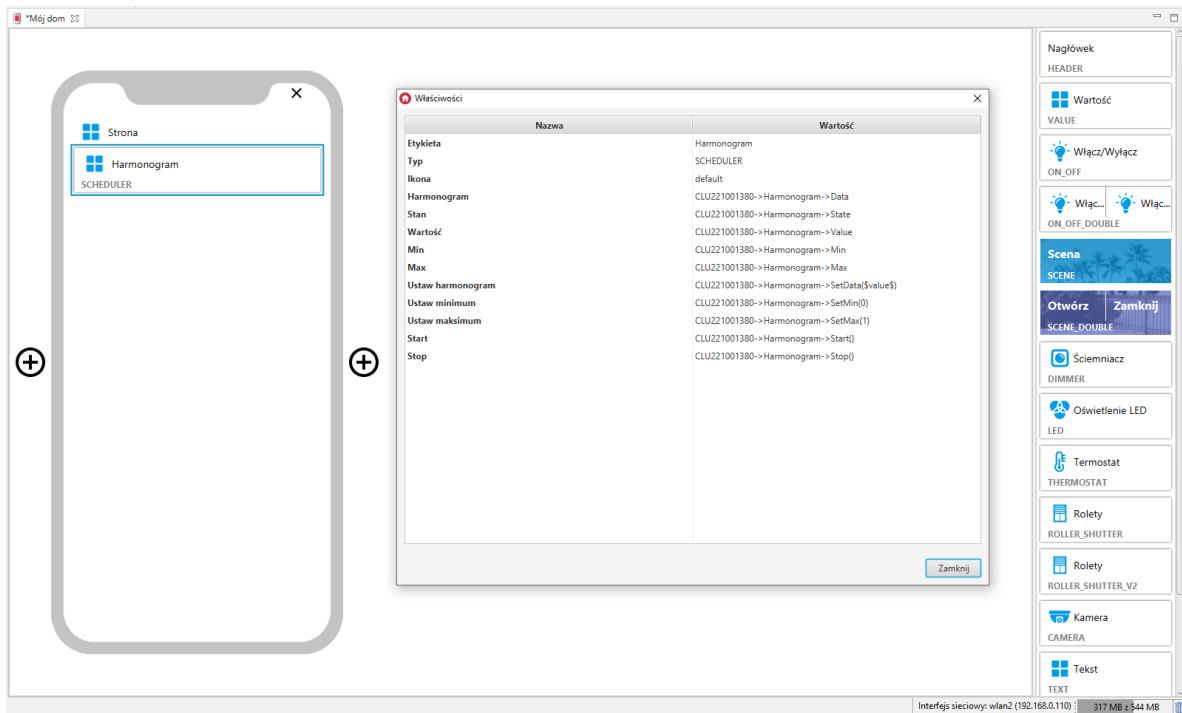 *Mój dom
Strona
Harmonogram
SCHEDULER
Właściwości
Nazwa Wartość
Etykieta Harmonogram
Typ SCHEDULER
Ikona default
Harmonogram CLU221001380->Harmonogram->Data
Stan CLU221001380->Harmonogram->State
Wartość CLU221001380->Harmonogram->Value
Min CLU221001380->Harmonogram->Min
Max CLU221001380->Harmonogram->Max
Ustaw harmonogram CLU221001380->Harmonogram->SetData($value$)
Ustaw minimum CLU221001380->Harmonogram->SetMin(0)
Ustaw maksimum CLU221001380->Harmonogram->SetMax(1)
Start CLU221001380->Harmonogram->Start()
Stop CLU221001380->Harmonogram->Stop()
Zamknij
Nagłówek
HEADER
Wartość
VALUE
Włącz/Wyłącz
ON_OFF
Włąc... Włąc...
ON_OFF_DOUBLE
Scena
SCENE
Otwórz Zamknij
SCENE_DOUBLE
Ściemniacz
DIMMER
Oświetlenie LED
LED
Termostat
THERMOSTAT
Rolety
ROLLER_SHUTTER
Rolety
ROLLER_SHUTTER_V2
Kamera
CAMERA
Tekst
TEXT
Interfejs sieciowy: wlan2 (192.168.0.110) 317 MB z 544 MB